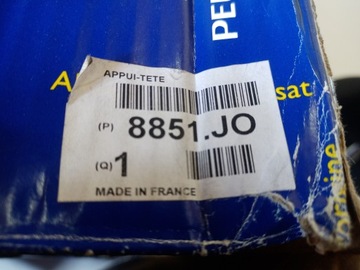 PE
APPUI-TETE
A sat
(P) 8851.JO
(Q) 1
MADE IN FRANCE